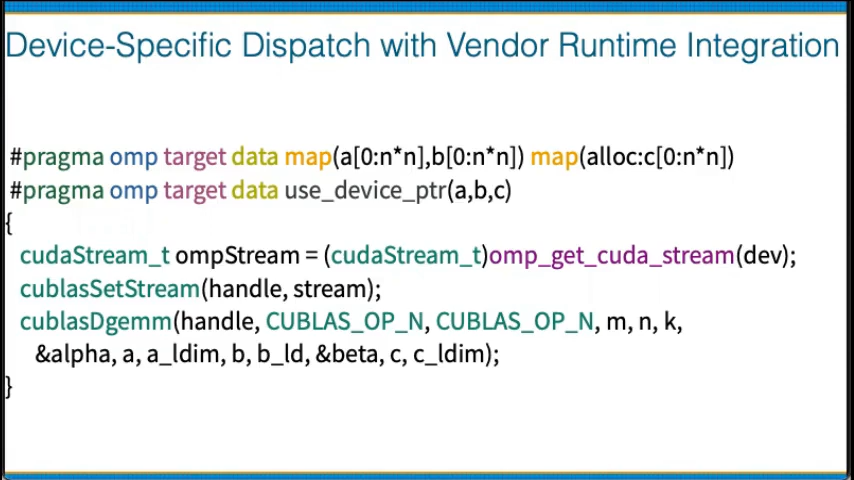 Device-Specific Dispatch with Vendor Runtime Integration
#pragma omp target data map(a[0:n*n],b[0:n*n]) map(alloc:c[0:n*n])
#pragma omp target data use_device_ptr(a,b,c)
{
cudaStream_t ompStream = (cudaStream_t)omp_get_cuda_stream(dev);
cublasSetStream(handle, stream);
cublasDgemm(handle, CUBLAS_OP_N, CUBLAS_OP_N, m, n, k,
&alpha, a, a_ldim, b, b_ld, &beta, c, c_ldim);
}